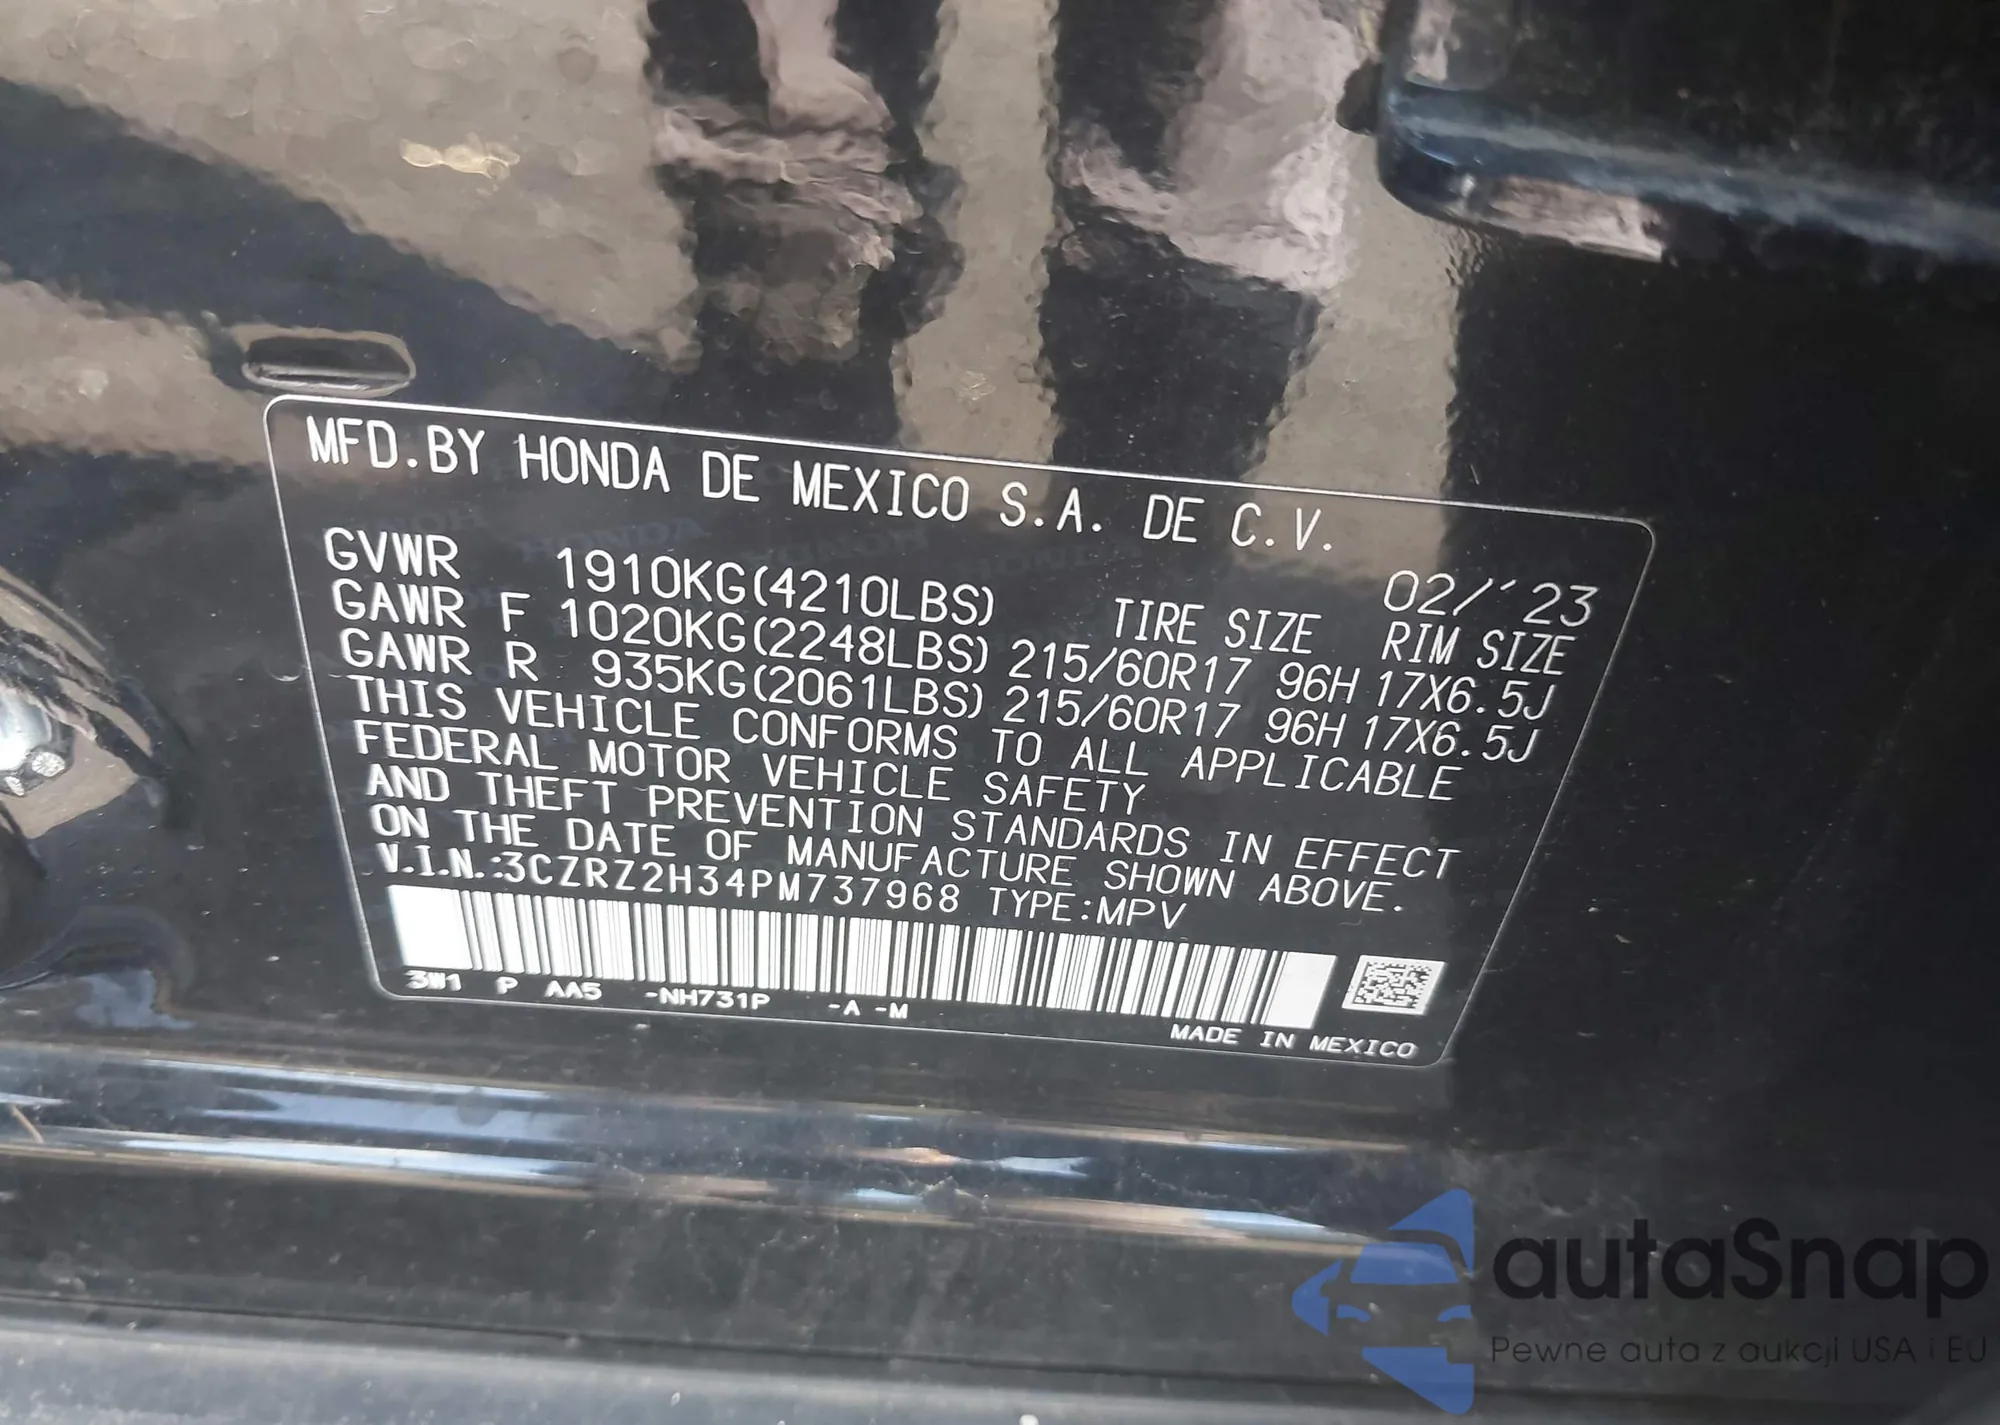 MFD.BY HONDA DE MEXICO S.A. DE C.V.
02/'23
GVWR 1910KG(4210LBS) TIRE SIZE RIM SIZE
GAWR F 1020KG(2248LBS) 215/60R17 96H 17X6.5J
GAWR R 935KG(2061LBS) 215/60R17 96H 17X6.5J
THIS VEHICLE CONFORMS TO ALL APPLICABLE
FEDERAL MOTOR VEHICLE SAFETY
AND THEFT PREVENTION STANDARDS IN EFFECT
ON THE DATE OF MANUFACTURE SHOWN ABOVE.
V.I.N.:3CZRZ2H34PM737968 TYPE:MPV
3W1 P AA5 -NH731P -A -M
MADE IN MEXICO
autaSnap
Pewne auta z aukcji USA i EU